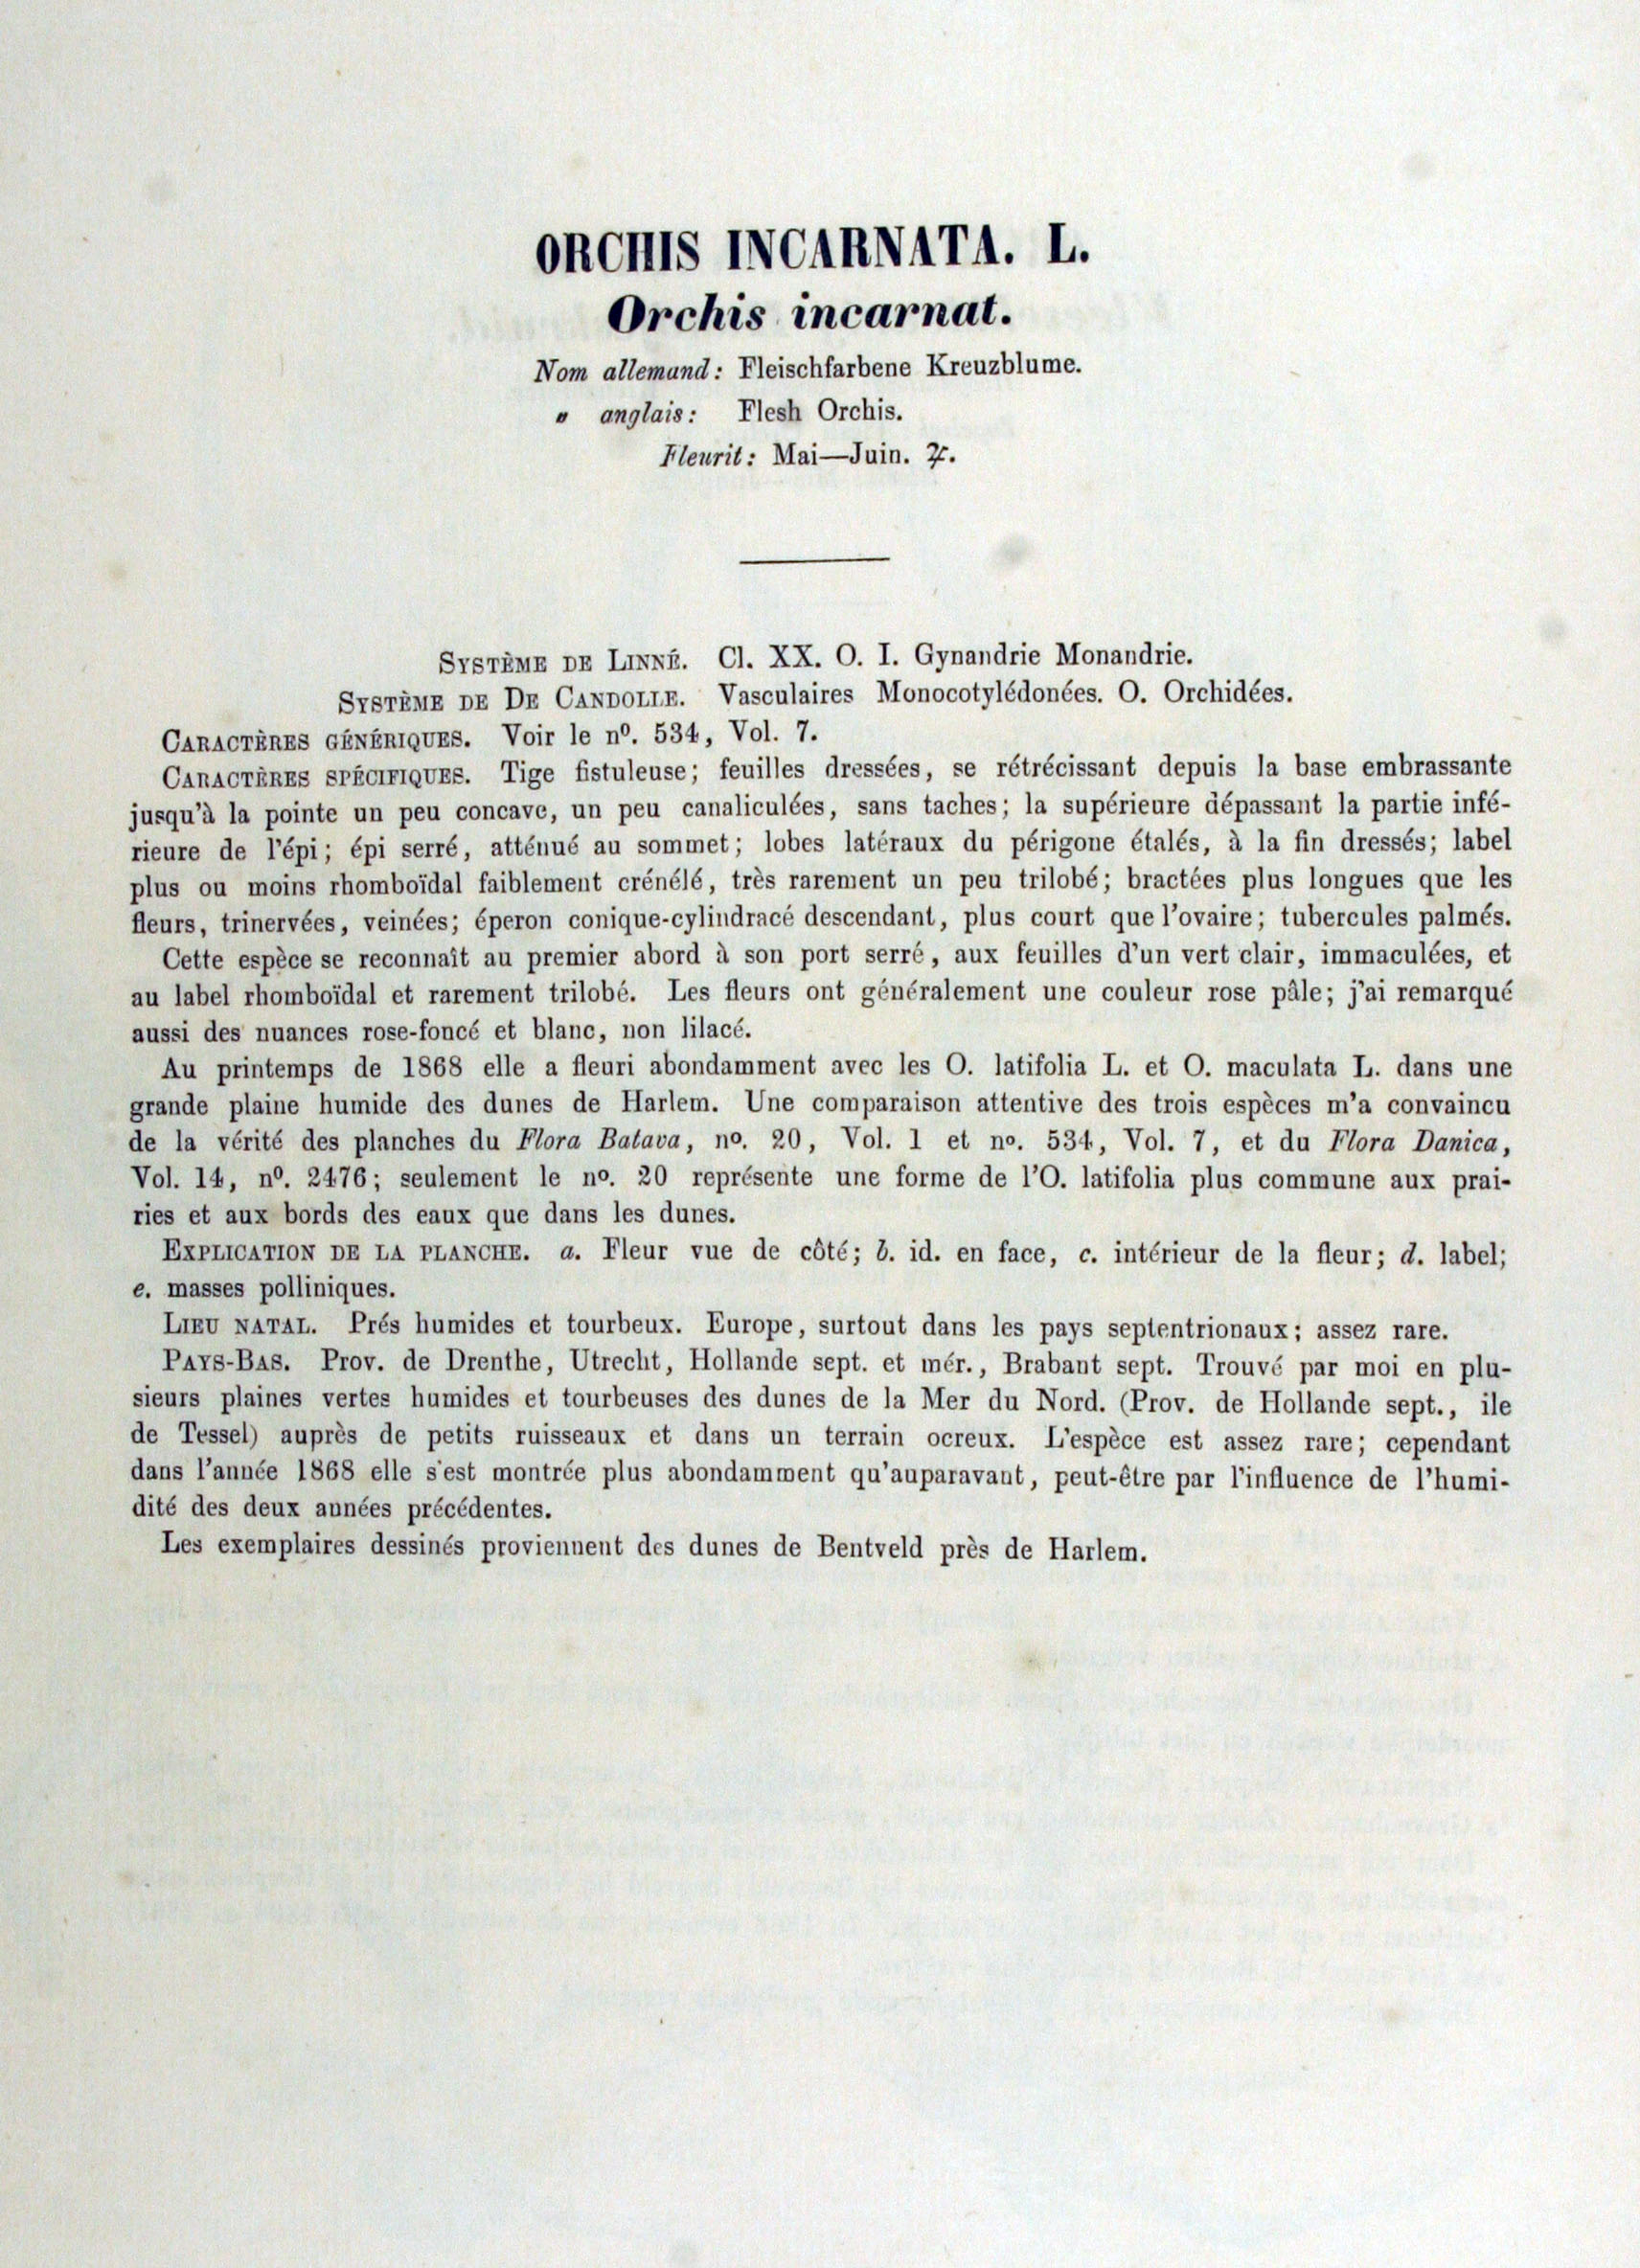 ORCHIS INCARNATA. L.
Orchis incarnat.
Nom allemand: Fleischfarbene Kreuzblume.
" anglais: Flesh Orchis.
Fleurit: Mai—Juin. ♃.
Système de Linné. Cl. XX. O. I. Gynandrie Monandrie.
Système de De Candolle. Vasculaires Monocotylédonées. O. Orchidées.
Caractères génériques. Voir le nº. 534, Vol. 7.
Caractères spécifiques. Tige fistuleuse; feuilles dressées, se rétrécissant depuis la base embrassante
jusqu'à la pointe un peu concave, un peu canaliculées, sans taches; la supérieure dépassant la partie infé-
rieure de l'épi; épi serré, atténué au sommet; lobes latéraux du périgone étalés, à la fin dressés; label
plus ou moins rhomboïdal faiblement crénélé, très rarement un peu trilobé; bractées plus longues que les
fleurs, trinervées, veinées; éperon conique-cylindracé descendant, plus court que l'ovaire; tubercules palmés.
Cette espèce se reconnaît au premier abord à son port serré, aux feuilles d'un vert clair, immaculées, et
au label rhomboïdal et rarement trilobé. Les fleurs ont généralement une couleur rose pâle; j'ai remarqué
aussi des nuances rose-foncé et blanc, non lilacé.
Au printemps de 1868 elle a fleuri abondamment avec les O. latifolia L. et O. maculata L. dans une
grande plaine humide des dunes de Harlem. Une comparaison attentive des trois espèces m'a convaincu
de la vérité des planches du Flora Batava, nº. 20, Vol. 1 et nº. 534, Vol. 7, et du Flora Danica,
Vol. 14, nº. 2476; seulement le nº. 20 représente une forme de l'O. latifolia plus commune aux prai-
ries et aux bords des eaux que dans les dunes.
Explication de la planche. a. Fleur vue de côté; b. id. en face, c. intérieur de la fleur; d. label;
e. masses polliniques.
Lieu natal. Prés humides et tourbeux. Europe, surtout dans les pays septentrionaux; assez rare.
Pays-Bas. Prov. de Drenthe, Utrecht, Hollande sept. et mér., Brabant sept. Trouvé par moi en plu-
sieurs plaines vertes humides et tourbeuses des dunes de la Mer du Nord. (Prov. de Hollande sept., ile
de Tessel) auprès de petits ruisseaux et dans un terrain ocreux. L'espèce est assez rare; cependant
dans l'année 1868 elle s'est montrée plus abondamment qu'auparavant, peut-être par l'influence de l'humi-
dité des deux années précédentes.
Les exemplaires dessinés proviennent des dunes de Bentveld près de Harlem.